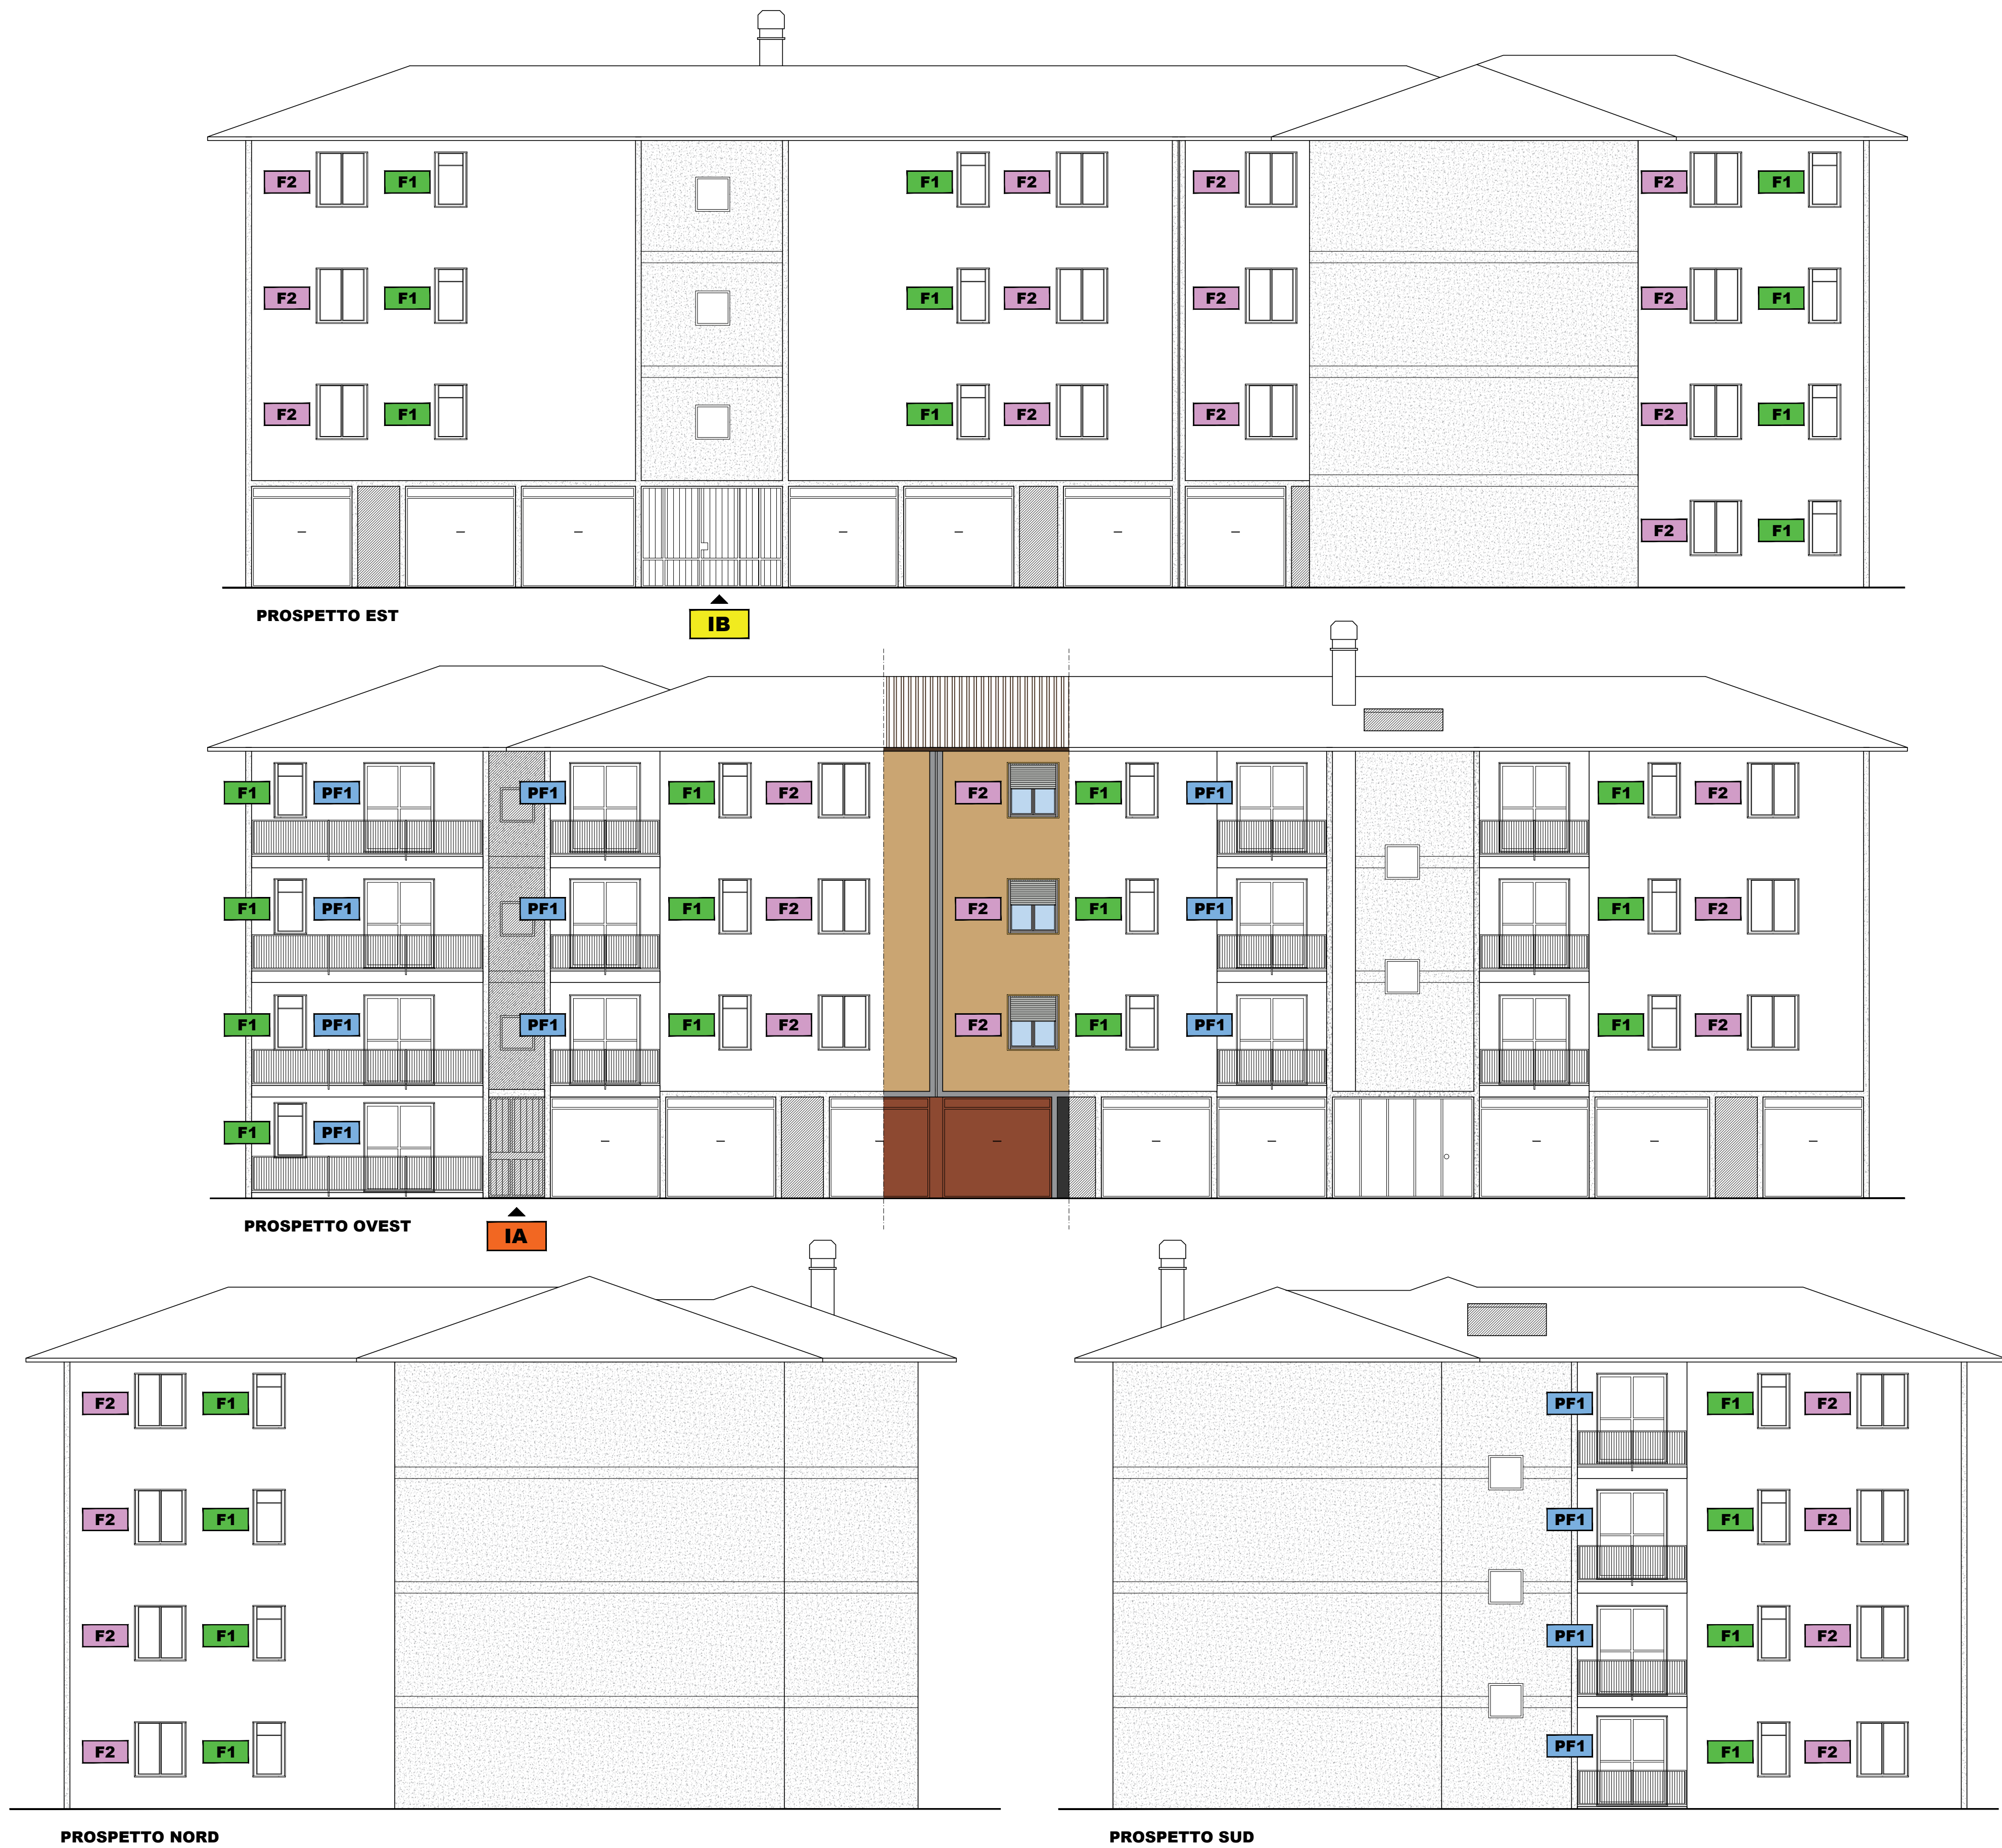 F2 F1 F1 F2 F2 F2 F1
F2 F1 F1 F2 F2 F2 F1
F2 F1 F1 F2 F2 F2 F1
F2 F1
PROSPETTO EST
IB
F1 PF1 PF1 F1 F2 F2 F1 PF1 F1 F2
F1 PF1 PF1 F1 F2 F2 F1 PF1 F1 F2
F1 PF1 PF1 F1 F2 F2 F1 PF1 F1 F2
F1 PF1
PROSPETTO OVEST
IA
F2 F1
F2 F1
F2 F1
F2 F1
PROSPETTO NORD
PF1 F1 F2
PF1 F1 F2
PF1 F1 F2
PF1 F1 F2
PROSPETTO SUD